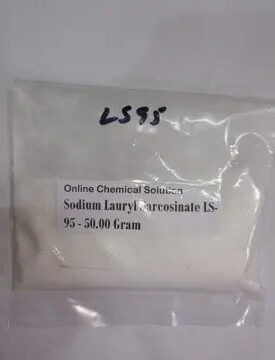 LS95
Online Chemical Solution
Sodium Lauryl Sarcosinate LS-
95 - 50.00 Gram